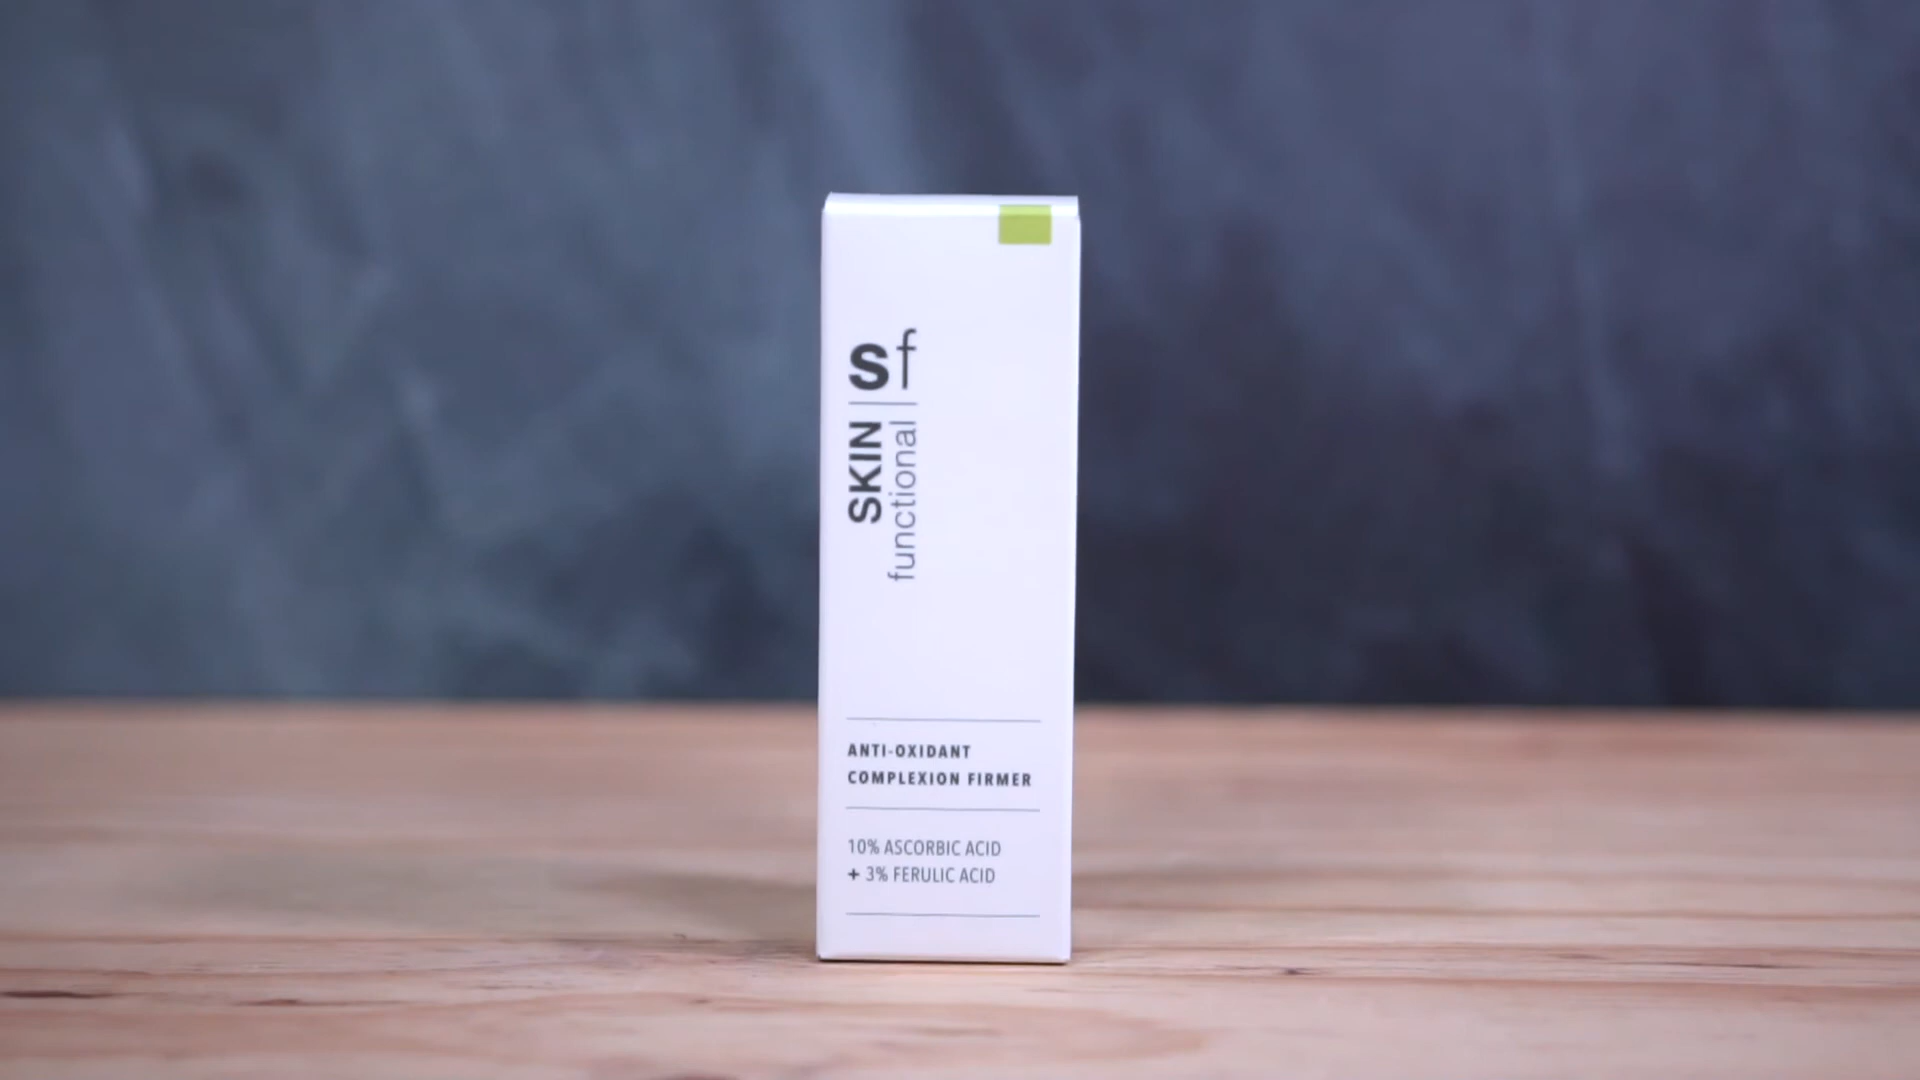 sf
SKIN
functional
ANTI-OXIDANT
COMPLEXION FIRMER
10% ASCORBIC ACID
+ 3% FERULIC ACID